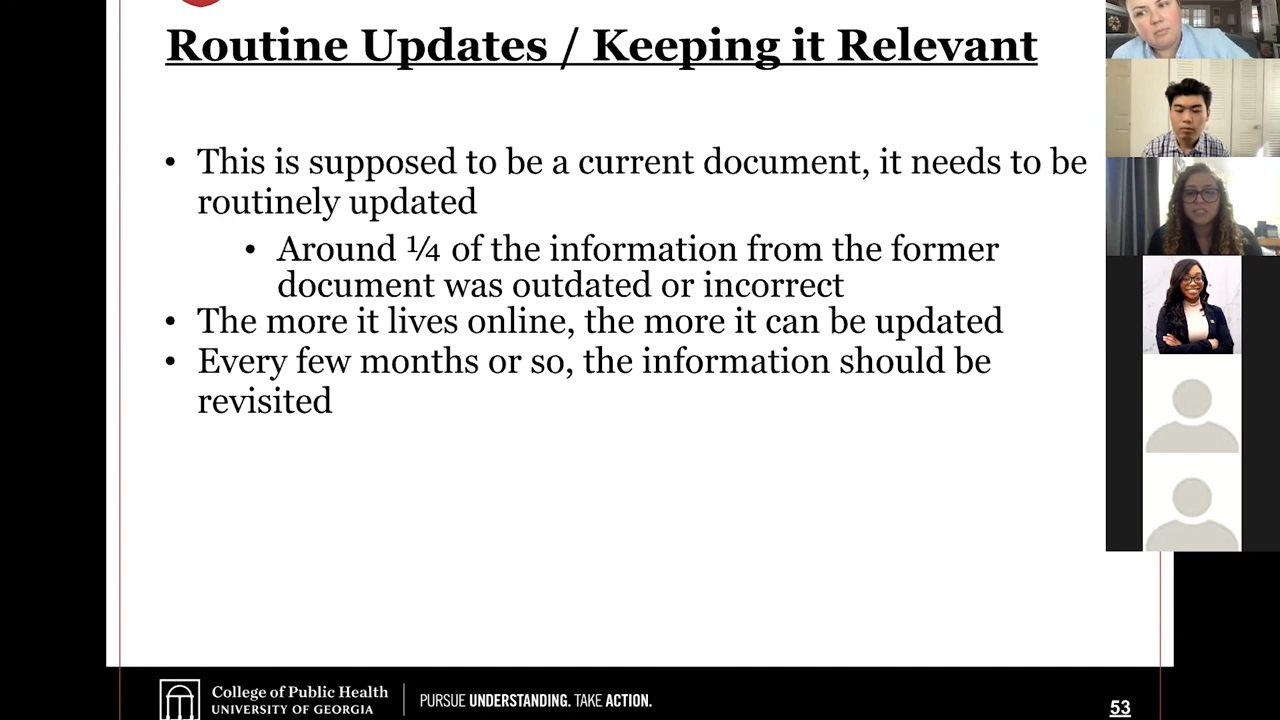 Routine Updates / Keeping it Relevant
• This is supposed to be a current document, it needs to be
routinely updated
• Around ¼ of the information from the former
document was outdated or incorrect
• The more it lives online, the more it can be updated
• Every few months or so, the information should be
revisited
College of Public Health
UNIVERSITY OF GEORGIA
PURSUE UNDERSTANDING. TAKE ACTION.
53